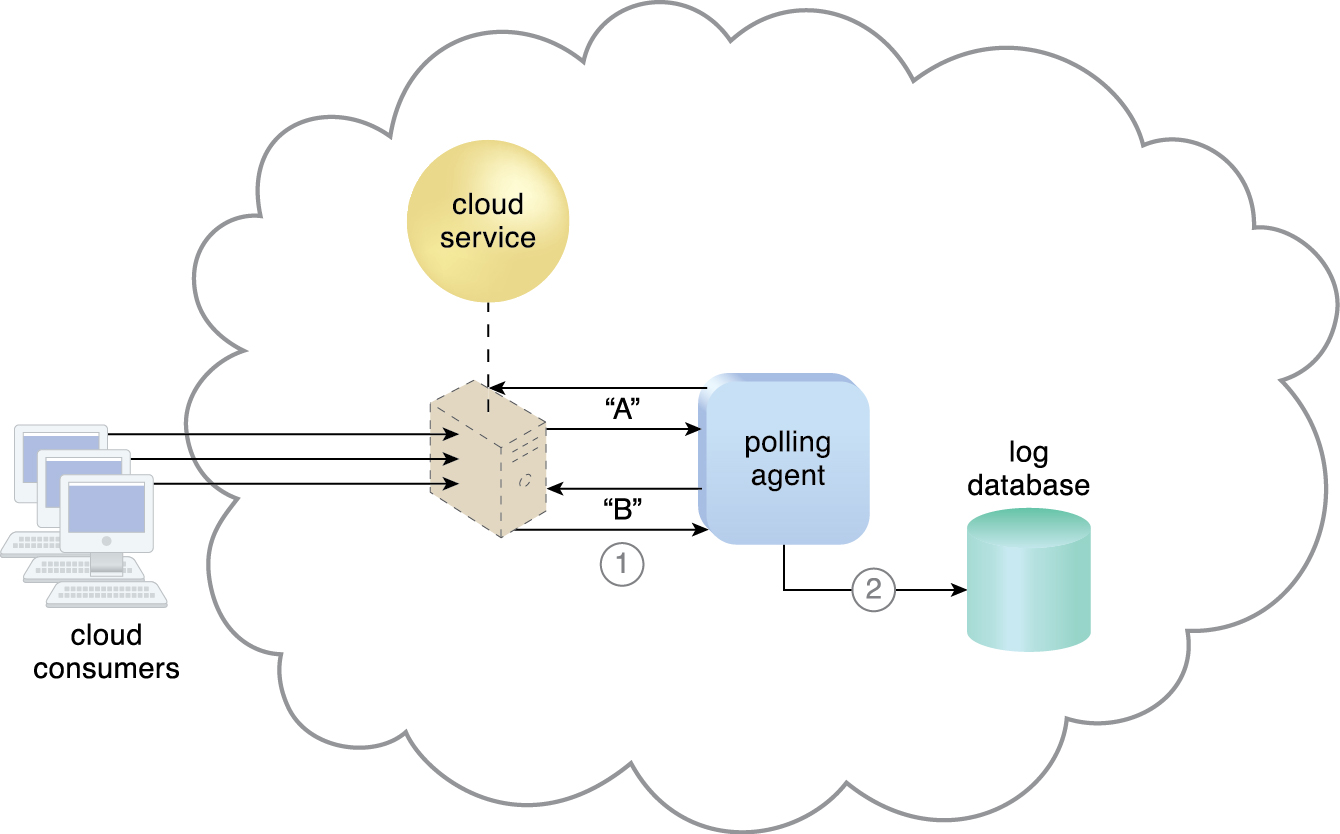 cloud
service
“A”
polling
agent
log
database
“B”
1
2
cloud
consumers